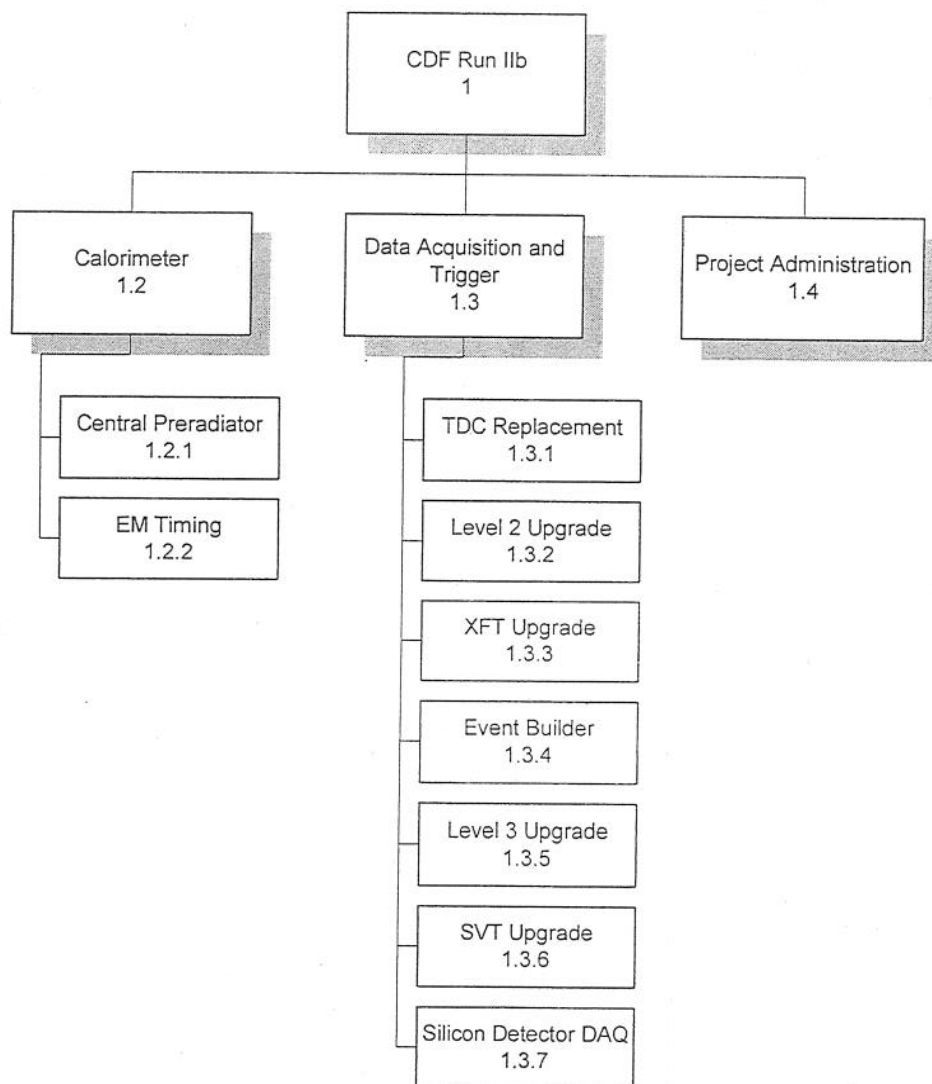 CDF Run IIb
1
Calorimeter
1.2
Data Acquisition and
Trigger
1.3
Project Administration
1.4
Central Preradiator
1.2.1
EM Timing
1.2.2
TDC Replacement
1.3.1
Level 2 Upgrade
1.3.2
XFT Upgrade
1.3.3
Event Builder
1.3.4
Level 3 Upgrade
1.3.5
SVT Upgrade
1.3.6
Silicon Detector DAQ
1.3.7